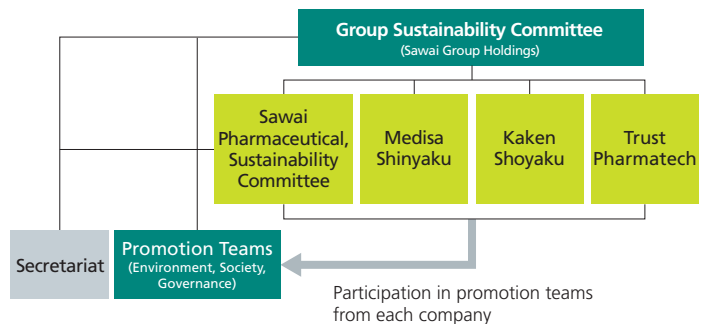 Group Sustainability Committee
(Sawai Group Holdings)
Sawai
Pharmaceutical,
Sustainability
Committee
Medisa
Shinyaku
Kaken
Shoyaku
Trust
Pharmatech
Secretariat
Promotion Teams
(Environment, Society,
Governance)
Participation in promotion teams
from each company